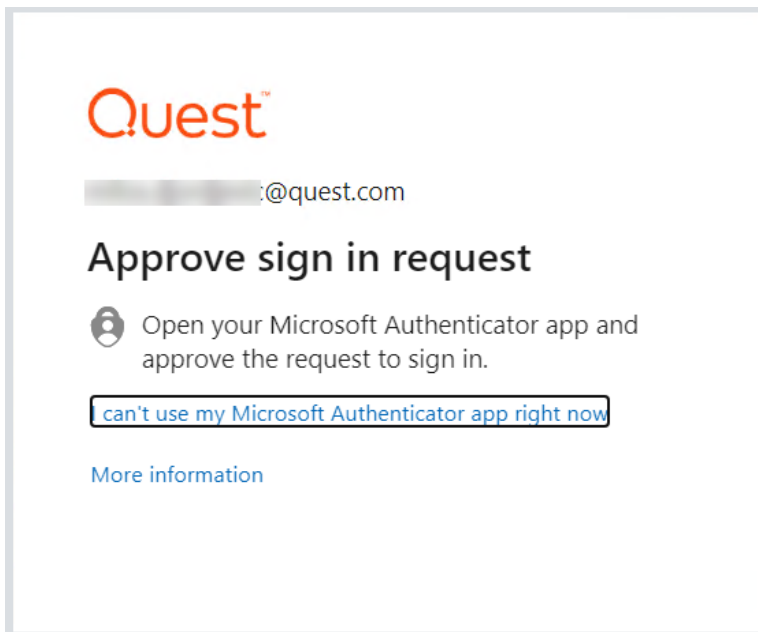 Quest™
@quest.com
Approve sign in request
Open your Microsoft Authenticator app and
approve the request to sign in.
I can't use my Microsoft Authenticator app right now
More information